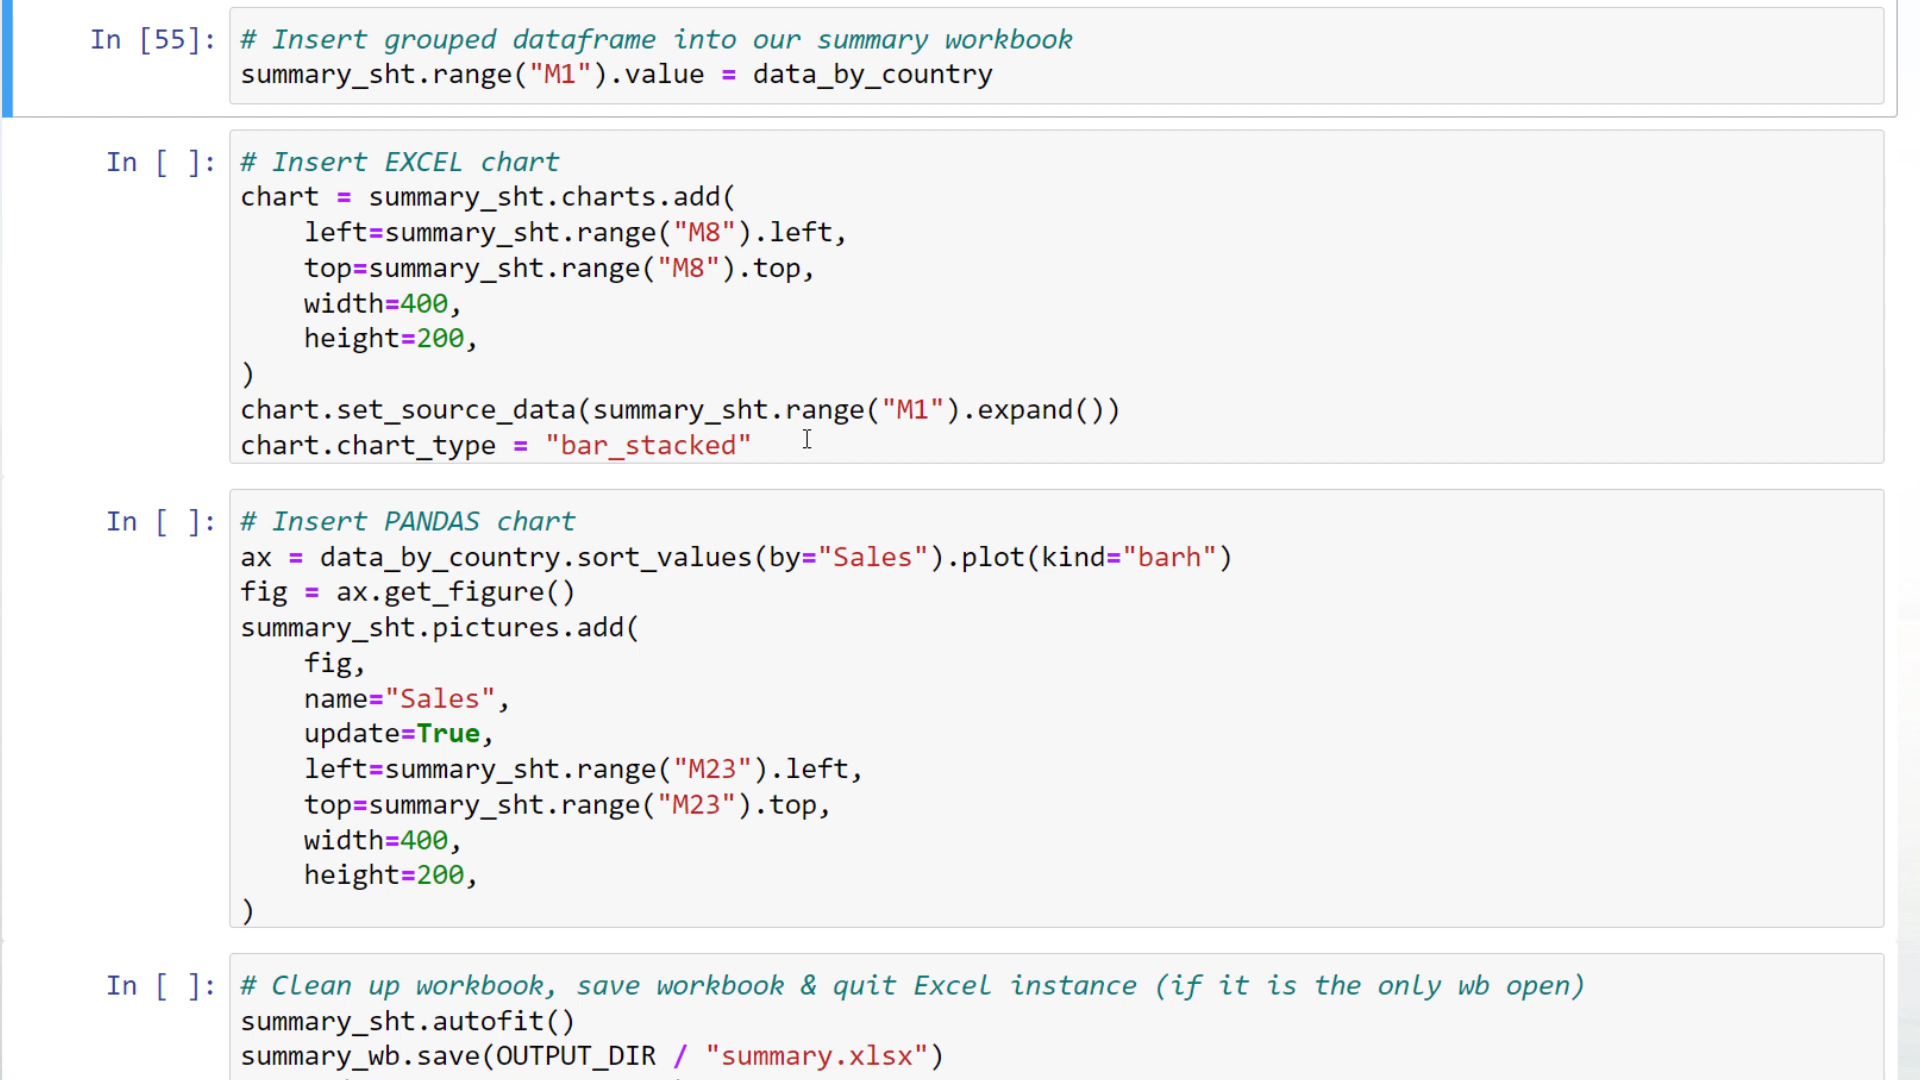 In [55]:
# Insert grouped dataframe into our summary workbook
summary_sht.range("M1").value = data_by_country
In [ ]:
# Insert EXCEL chart
chart = summary_sht.charts.add(
    left=summary_sht.range("M8").left,
    top=summary_sht.range("M8").top,
    width=400,
    height=200,
)
chart.set_source_data(summary_sht.range("M1").expand())
chart.chart_type = "bar_stacked"
In [ ]:
# Insert PANDAS chart
ax = data_by_country.sort_values(by="Sales").plot(kind="barh")
fig = ax.get_figure()
summary_sht.pictures.add(
    fig,
    name="Sales",
    update=True,
    left=summary_sht.range("M23").left,
    top=summary_sht.range("M23").top,
    width=400,
    height=200,
)
In [ ]:
# Clean up workbook, save workbook & quit Excel instance (if it is the only wb open)
summary_sht.autofit()
summary_wb.save(OUTPUT_DIR / "summary.xlsx")